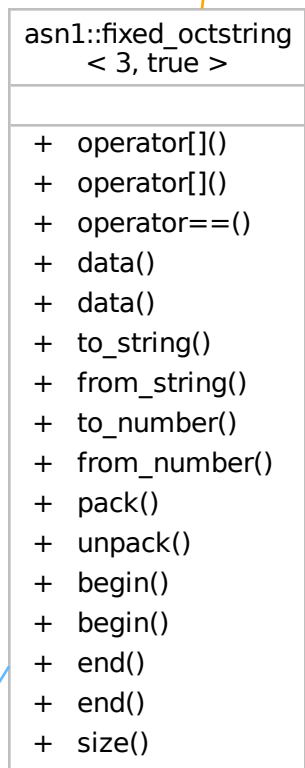 asn1::fixed_octstring
< 3, true >
+ operator[]()
+ operator[]()
+ operator==()
+ data()
+ data()
+ to_string()
+ from_string()
+ to_number()
+ from_number()
+ pack()
+ unpack()
+ begin()
+ begin()
+ end()
+ end()
+ size()